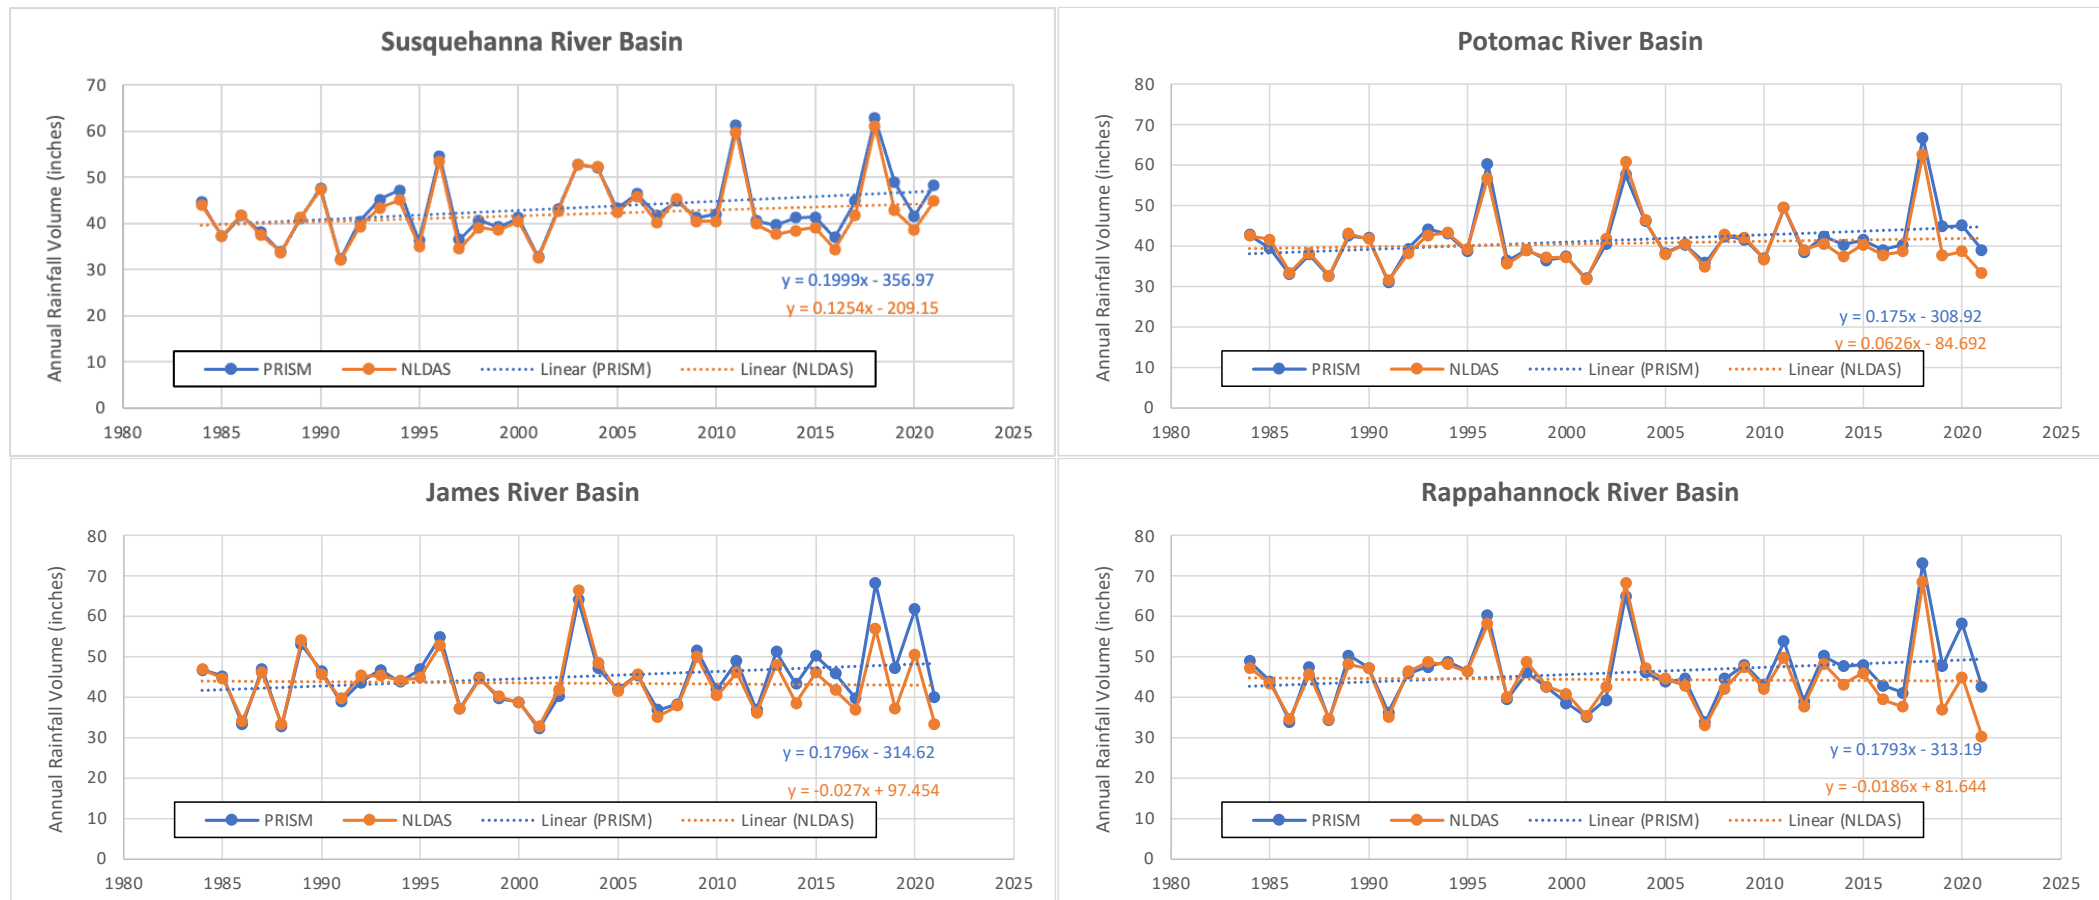 Susquehanna River Basin
Annual Rainfall Volume (inches)
70
60
50
40
30
20
10
0
y = 0.1999x - 356.97
y = 0.1254x - 209.15
PRISM NLDAS Linear (PRISM) Linear (NLDAS)
1980 1985 1990 1995 2000 2005 2010 2015 2020 2025
Potomac River Basin
Annual Rainfall Volume (inches)
80
70
60
50
40
30
20
10
0
y = 0.175x - 308.92
y = 0.0626x - 84.692
PRISM NLDAS Linear (PRISM) Linear (NLDAS)
1980 1985 1990 1995 2000 2005 2010 2015 2020 2025
James River Basin
Annual Rainfall Volume (inches)
80
70
60
50
40
30
20
10
0
y = 0.1796x - 314.62
y = -0.027x + 97.454
PRISM NLDAS Linear (PRISM) Linear (NLDAS)
1980 1985 1990 1995 2000 2005 2010 2015 2020 2025
Rappahannock River Basin
Annual Rainfall Volume (inches)
80
70
60
50
40
30
20
10
0
y = 0.1793x - 313.19
y = -0.0186x + 81.644
PRISM NLDAS Linear (PRISM) Linear (NLDAS)
1980 1985 1990 1995 2000 2005 2010 2015 2020 2025